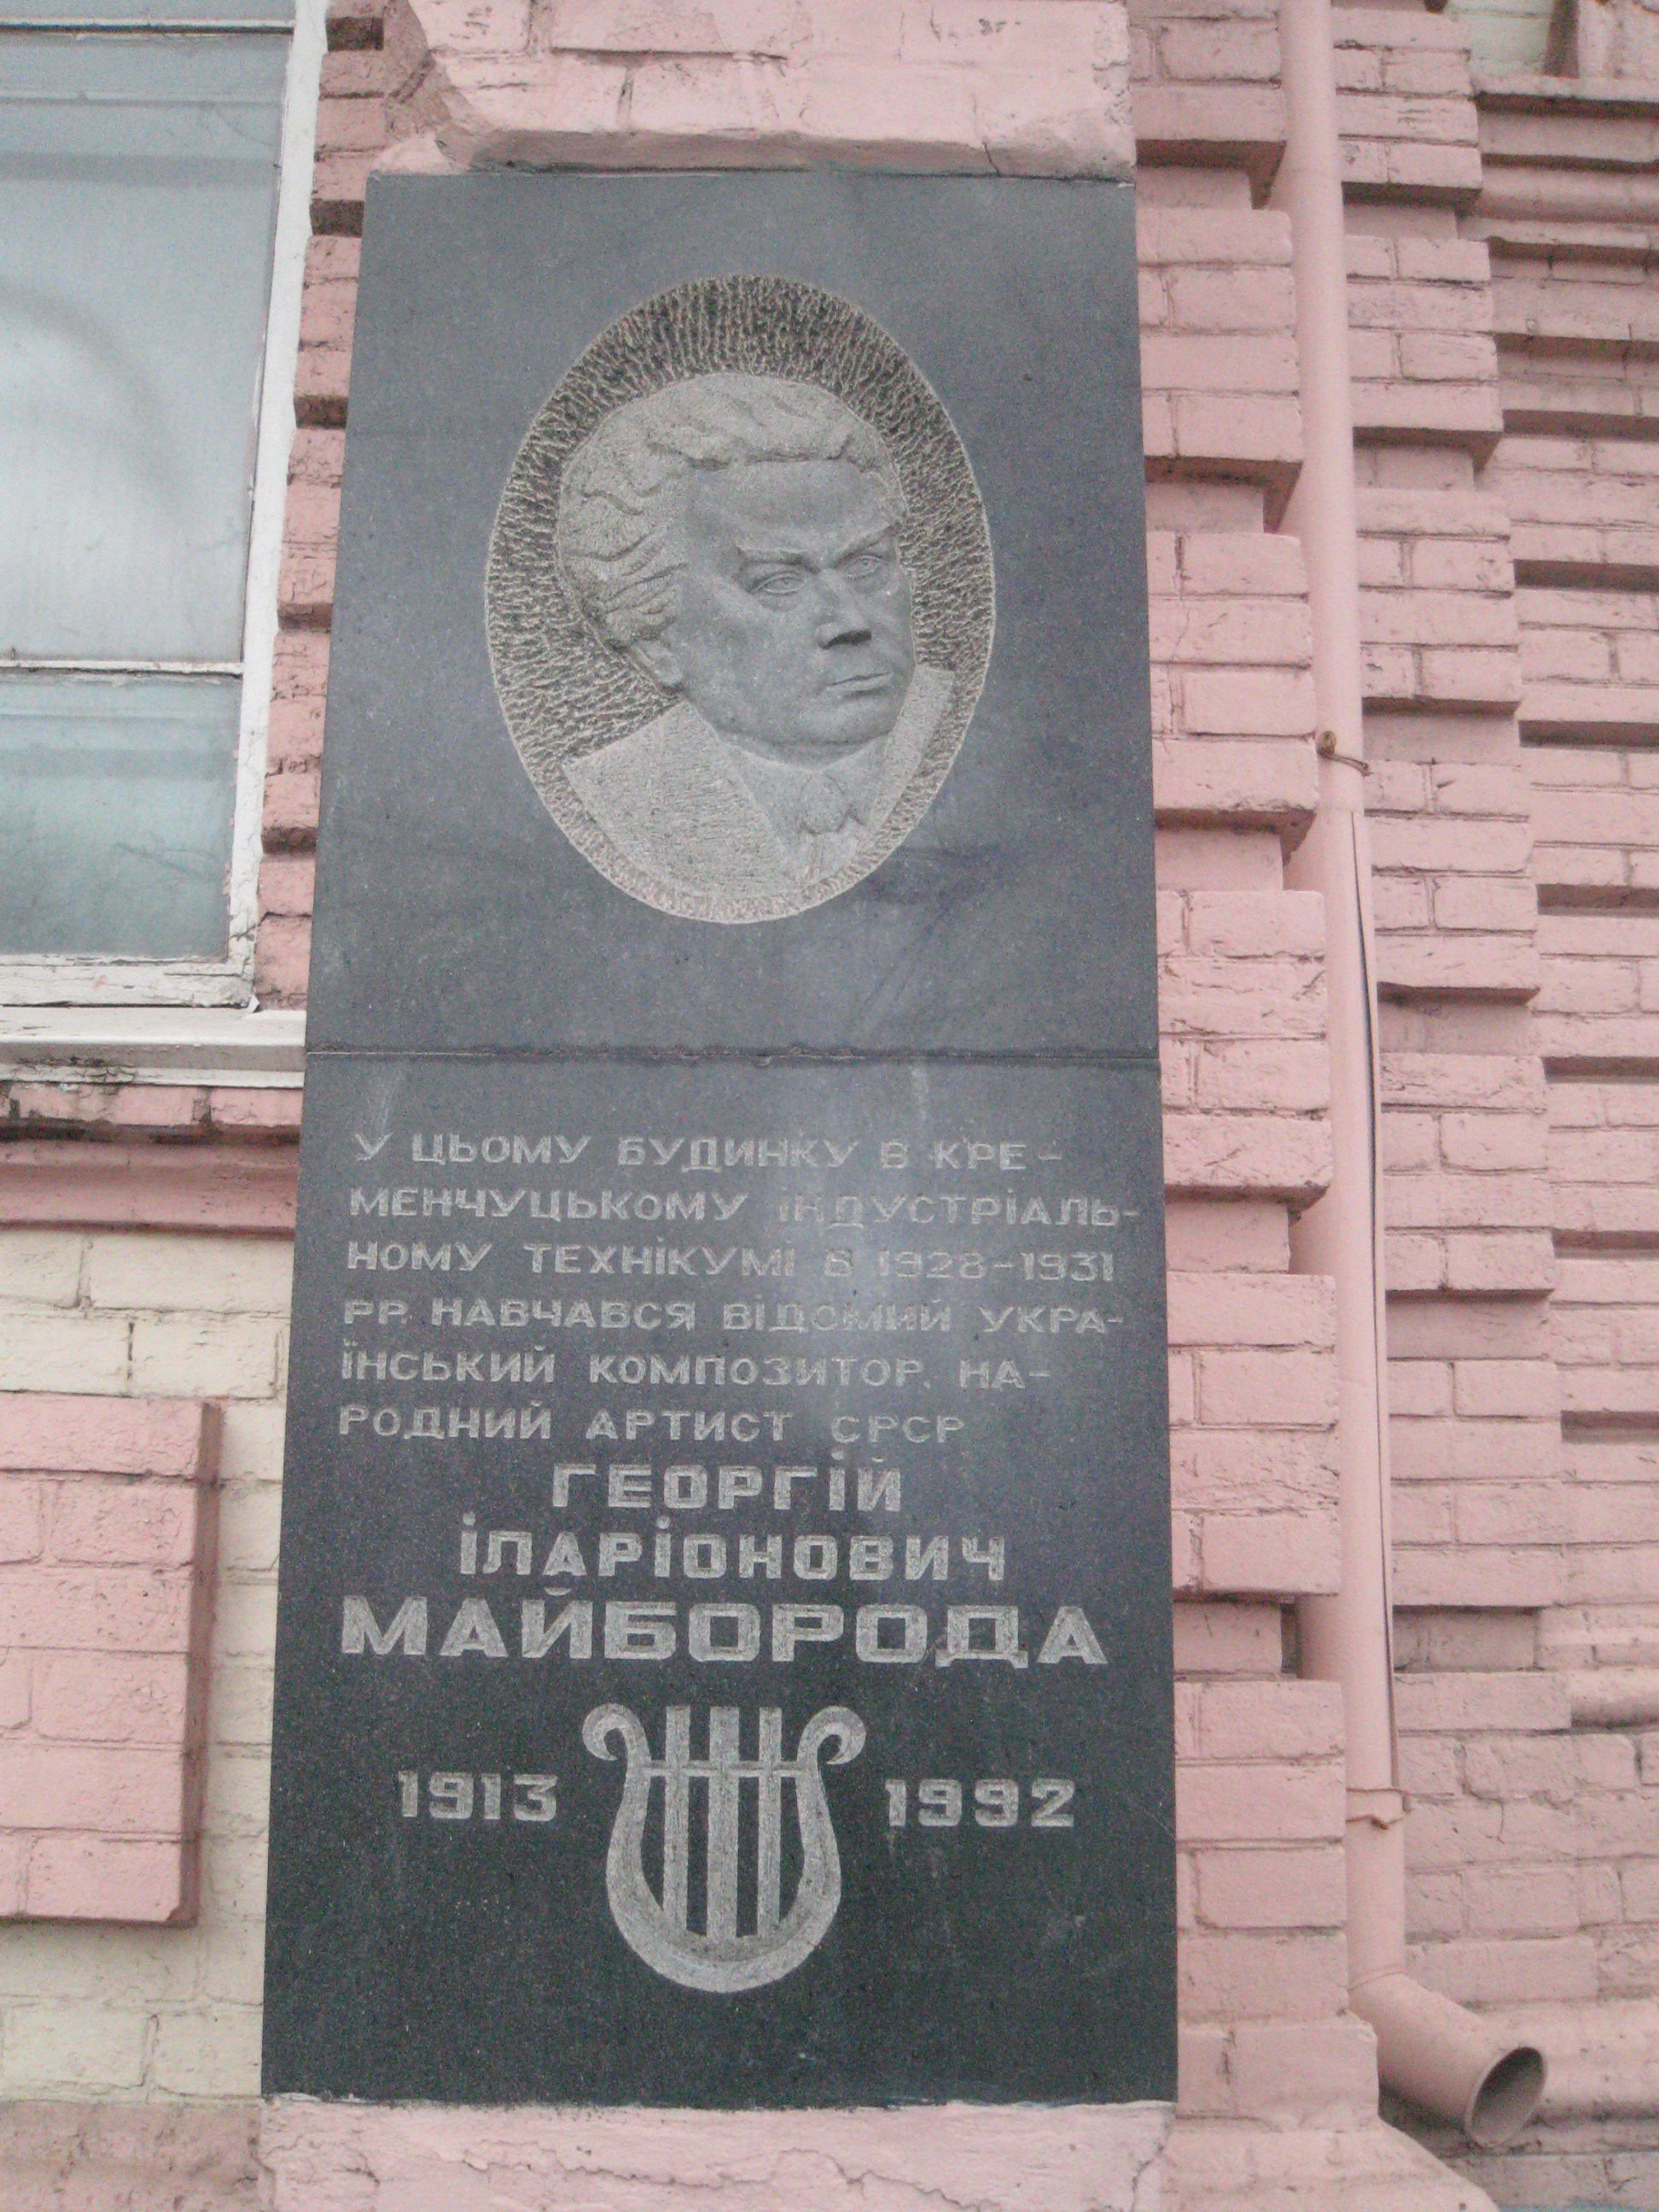 У ЦЬОМУ БУДИНКУ В КРЕ-
МЕНЧУЦЬКОМУ ІНДУСТРІАЛЬ-
НОМУ ТЕХНІКУМІ В 1928-1931
РР. НАВЧАВСЯ ВІДОМИЙ УКРА-
ЇНСЬКИЙ КОМПОЗИТОР, НА-
РОДНИЙ АРТИСТ СРСР
ГЕОРГІЙ
ІЛАРІОНОВИЧ
МАЙБОРОДА
1913 1992